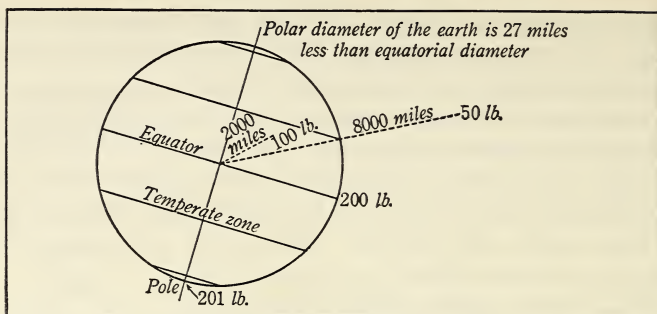 Polar diameter of the earth is 27 miles
less than equatorial diameter
2000
miles
100 lb.
8000 miles
50 lb.
Equator
200 lb.
Temperate zone
Pole
201 lb.